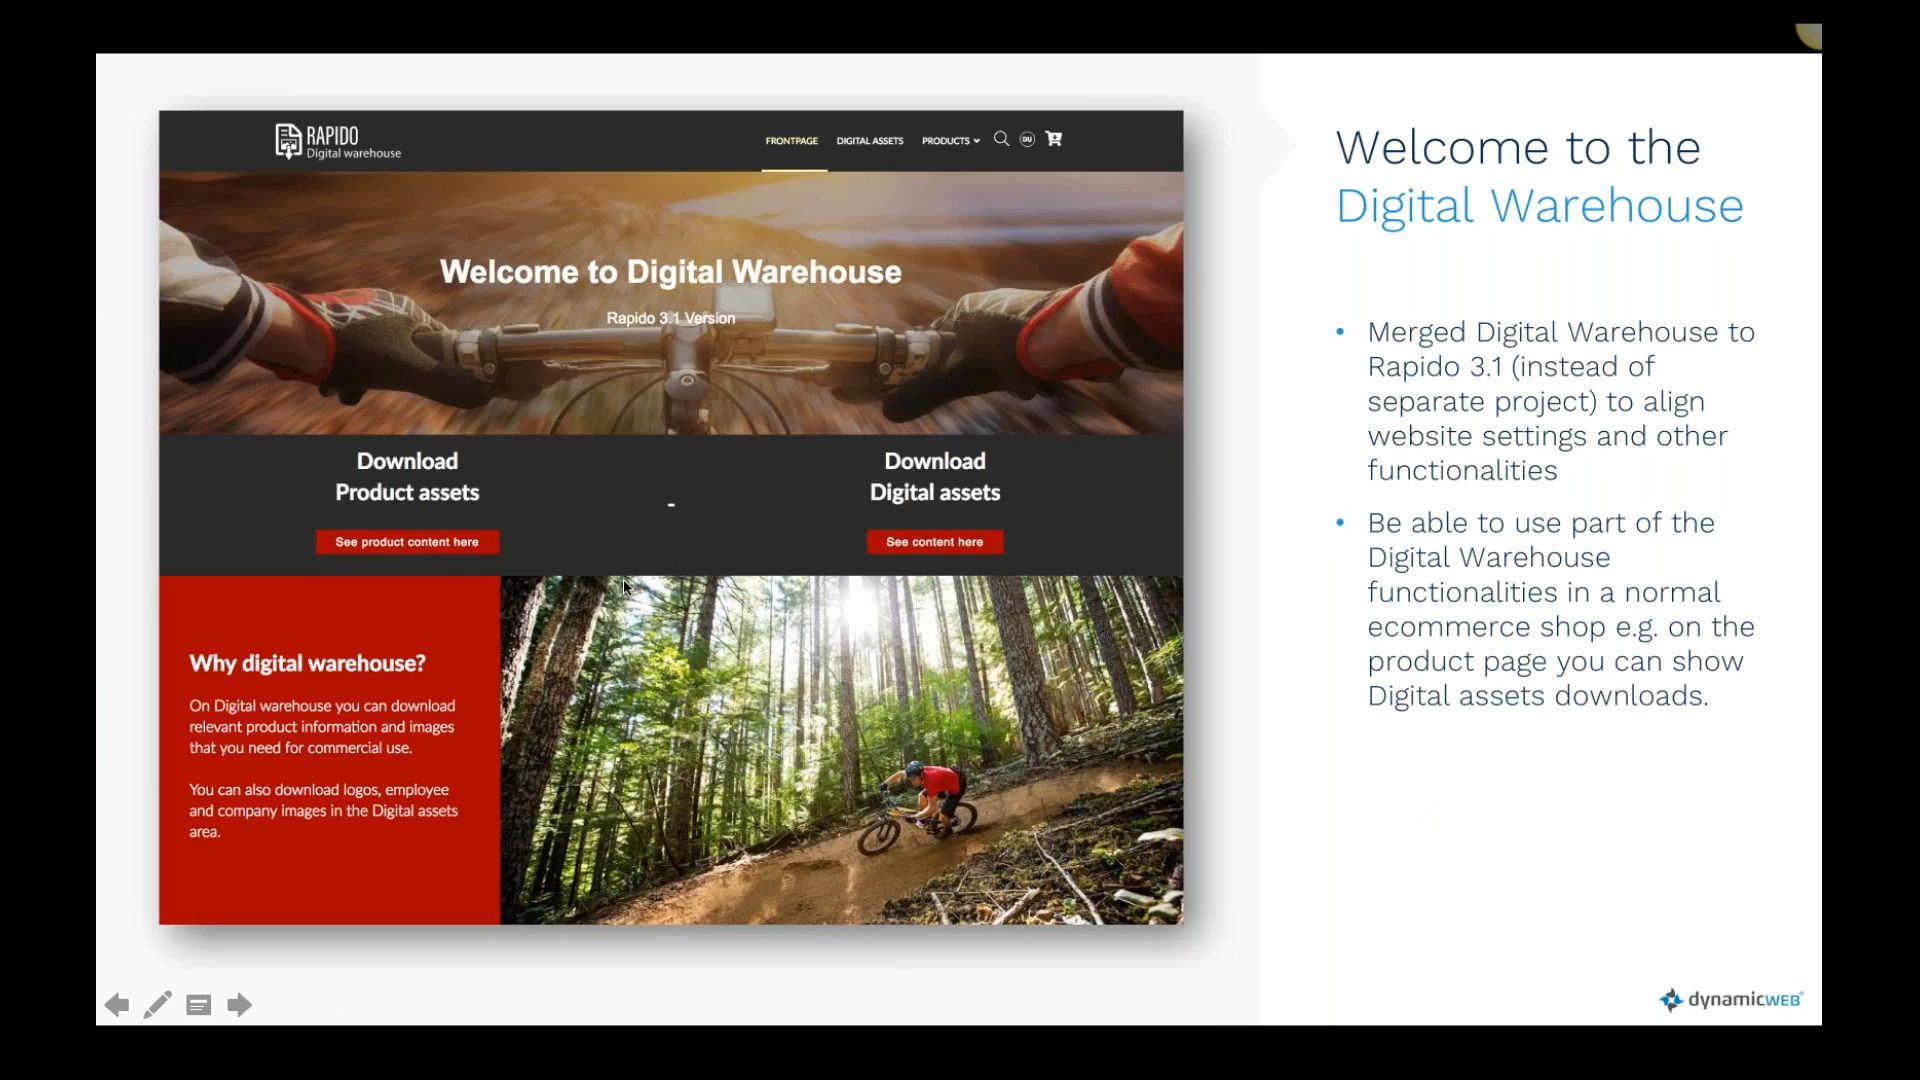 RAPIDO
Digital warehouse
FRONTPAGE DIGITAL ASSETS PRODUCTS DU
Welcome to Digital Warehouse
Rapido 3.1 Version
Download
Product assets
-
Download
Digital assets
See product content here
See content here
Why digital warehouse?
On Digital warehouse you can download
relevant product information and images
that you need for commercial use.
You can also download logos, employee
and company images in the Digital assets
area.
Welcome to the
Digital Warehouse
• Merged Digital Warehouse to
Rapido 3.1 (instead of
separate project) to align
website settings and other
functionalities
• Be able to use part of the
Digital Warehouse
functionalities in a normal
ecommerce shop e.g. on the
product page you can show
Digital assets downloads.
dynamicWEB®